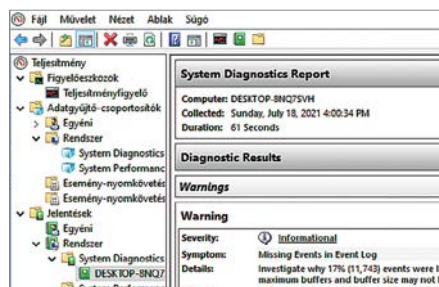 Fájl Művelet Nézet Ablak Súgó
Teljesítmény
Figyelőeszközök
Teljesítményfigyelő
Adatgyűjtő-csoportosítók
Egyéni
Rendszer
System Diagnostics
System Performanc
Esemény-nyomkövetés
Esemény-nyomkövetés
Jelentések
Egyéni
Rendszer
System Diagnostics
DESKTOP-8NQ7
System Performanc
System Diagnostics Report
Computer: DESKTOP-8NQ7SVH
Collected: Sunday, July 18, 2021 4:00:34 PM
Duration: 61 Seconds
Diagnostic Results
Warnings
Warning
Severity: Informational
Symptom: Missing Events in Event Log
Details: Investigate why 17% (11,743) events were l
maximum buffers and buffer size may not l